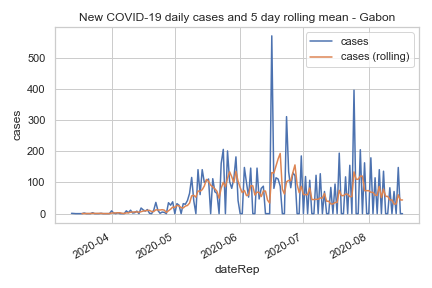 New COVID-19 daily cases and 5 day rolling mean - Gabon
cases
cases (rolling)
600
500
400
300
200
100
0
cases
2020-04
2020-05
2020-06
2020-07
2020-08
dateRep